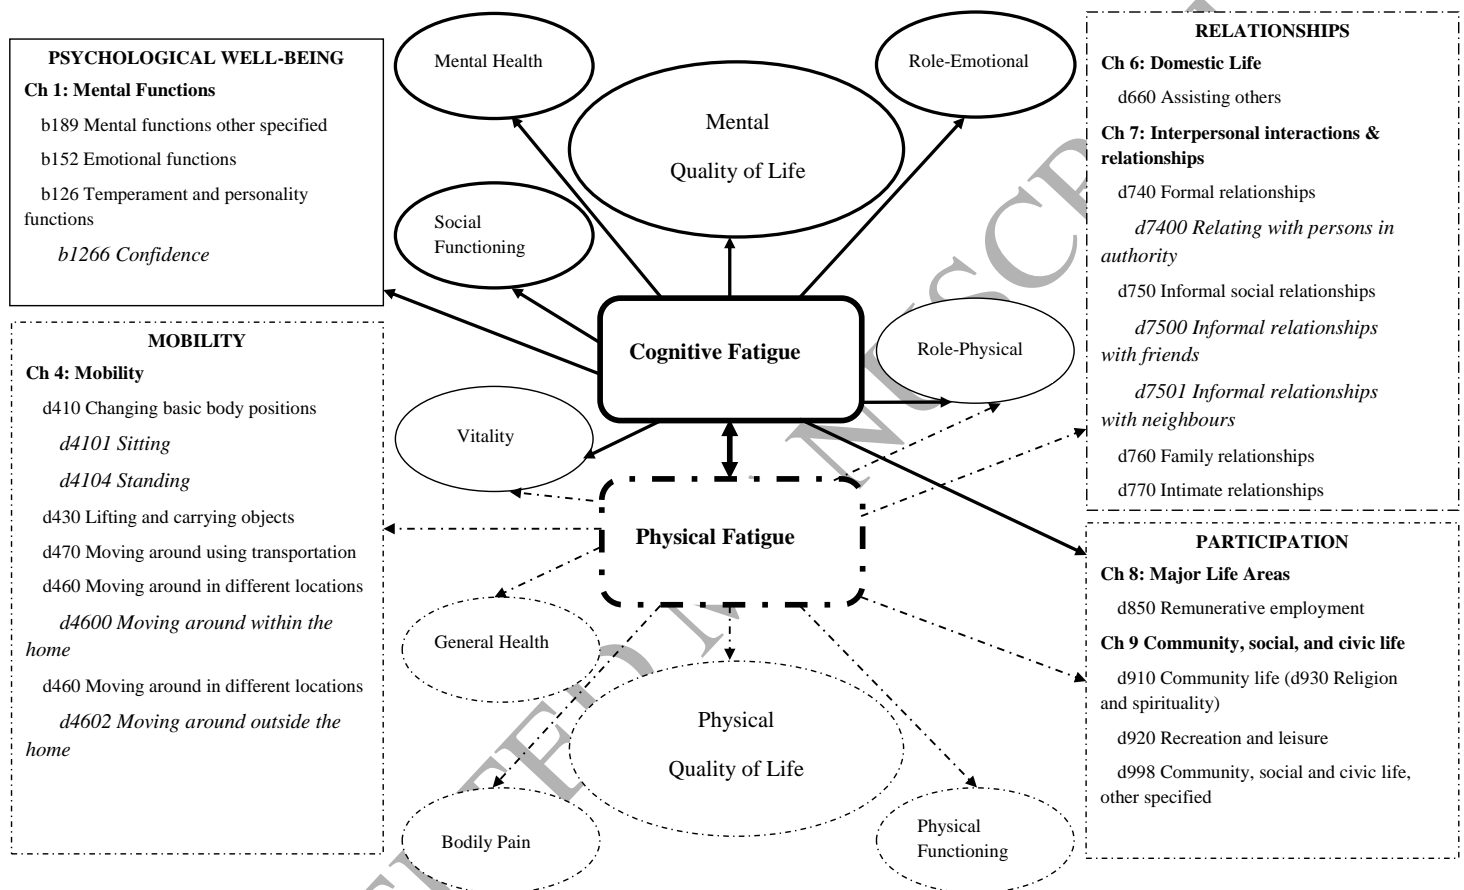 PSYCHOLOGICAL WELL-BEING
Ch 1: Mental Functions
b189 Mental functions other specified
b152 Emotional functions
b126 Temperament and personality
functions
b1266 Confidence
MOBILITY
Ch 4: Mobility
d410 Changing basic body positions
d4101 Sitting
d4104 Standing
d430 Lifting and carrying objects
d470 Moving around using transportation
d460 Moving around in different locations
d4600 Moving around within the
home
d460 Moving around in different locations
d4602 Moving around outside the
home
Mental Health
Mental
Quality of Life
Role-Emotional
Social
Functioning
Cognitive Fatigue
Role-Physical
Vitality
Physical Fatigue
General Health
Physical
Quality of Life
Bodily Pain
Physical
Functioning
RELATIONSHIPS
Ch 6: Domestic Life
d660 Assisting others
Ch 7: Interpersonal interactions &
relationships
d740 Formal relationships
d7400 Relating with persons in
authority
d750 Informal social relationships
d7500 Informal relationships
with friends
d7501 Informal relationships
with neighbours
d760 Family relationships
d770 Intimate relationships
PARTICIPATION
Ch 8: Major Life Areas
d850 Remunerative employment
Ch 9 Community, social, and civic life
d910 Community life (d930 Religion
and spirituality)
d920 Recreation and leisure
d998 Community, social and civic life,
other specified